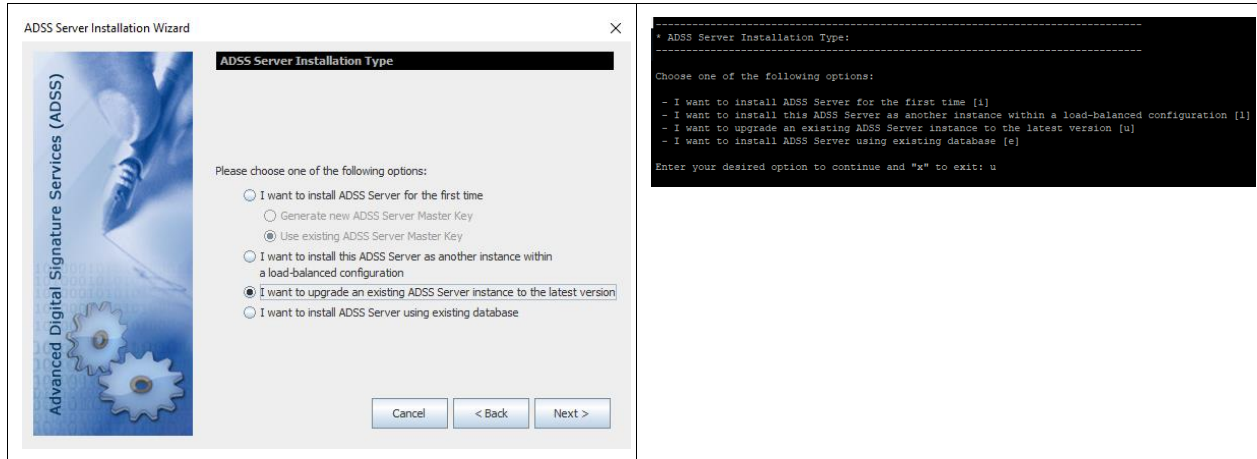 ADSS Server Installation Wizard
Advanced Digital Signature Services (ADSS)
ADSS Server Installation Type
Please choose one of the following options:
I want to install ADSS Server for the first time
Generate new ADSS Server Master Key
Use existing ADSS Server Master Key
I want to install this ADSS Server as another instance within
a load-balanced configuration
I want to upgrade an existing ADSS Server instance to the latest version
I want to install ADSS Server using existing database
Cancel
< Back
Next >
--------------------------------------------------------------------------------
* ADSS Server Installation Type:
--------------------------------------------------------------------------------
Choose one of the following options:
- I want to install ADSS Server for the first time [i]
- I want to install this ADSS Server as another instance within a load-balanced configuration [l]
- I want to upgrade an existing ADSS Server instance to the latest version [u]
- I want to install ADSS Server using existing database [e]
Enter your desired option to continue and "x" to exit: u